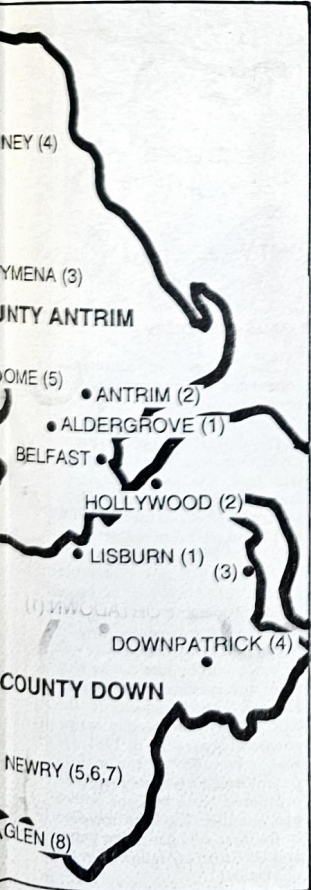 NEY (4)
YMENA (3)
UNTY ANTRIM
OOME (5)
ANTRIM (2)
ALDERGROVE (1)
BELFAST
HOLLYWOOD (2)
LISBURN (1)
(3)
DOWNPATRICK (4)
COUNTY DOWN
NEWRY (5,6,7)
GLEN (8)